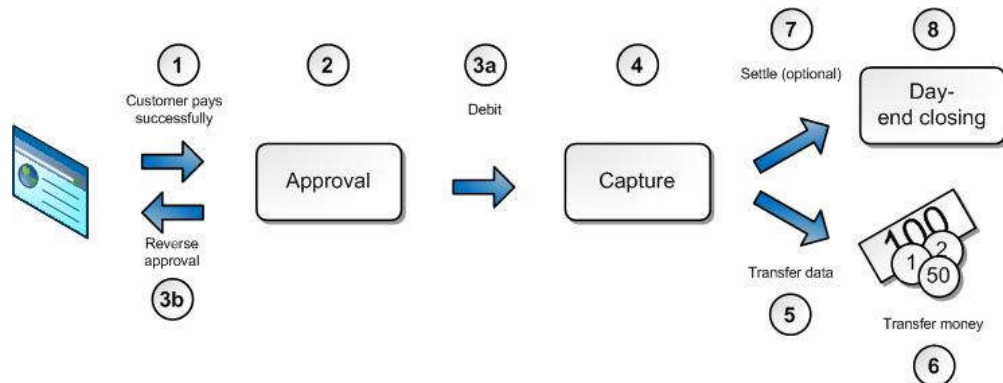 1
Customer pays
successfully
Reverse
approval
3b
2
Approval
3a
Debit
4
Capture
7
Settle (optional)
8
Day-
end closing
Transfer data
5
100
1
2
50
Transfer money
6